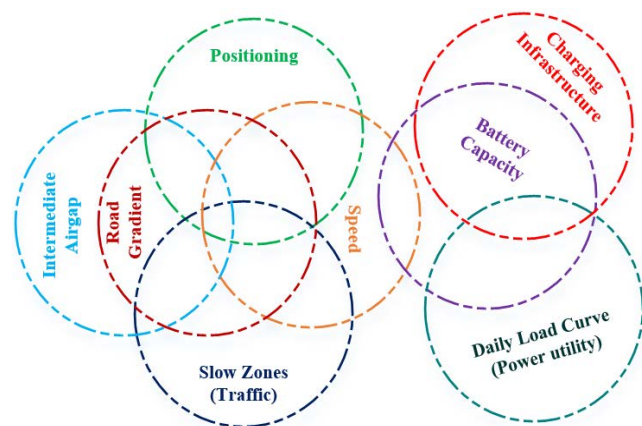 Positioning
Charging
Infrastructure
Battery
Capacity
Intermediate
Airgap
Road
Gradient
Speed
Slow Zones
(Traffic)
Daily Load Curve
(Power utility)